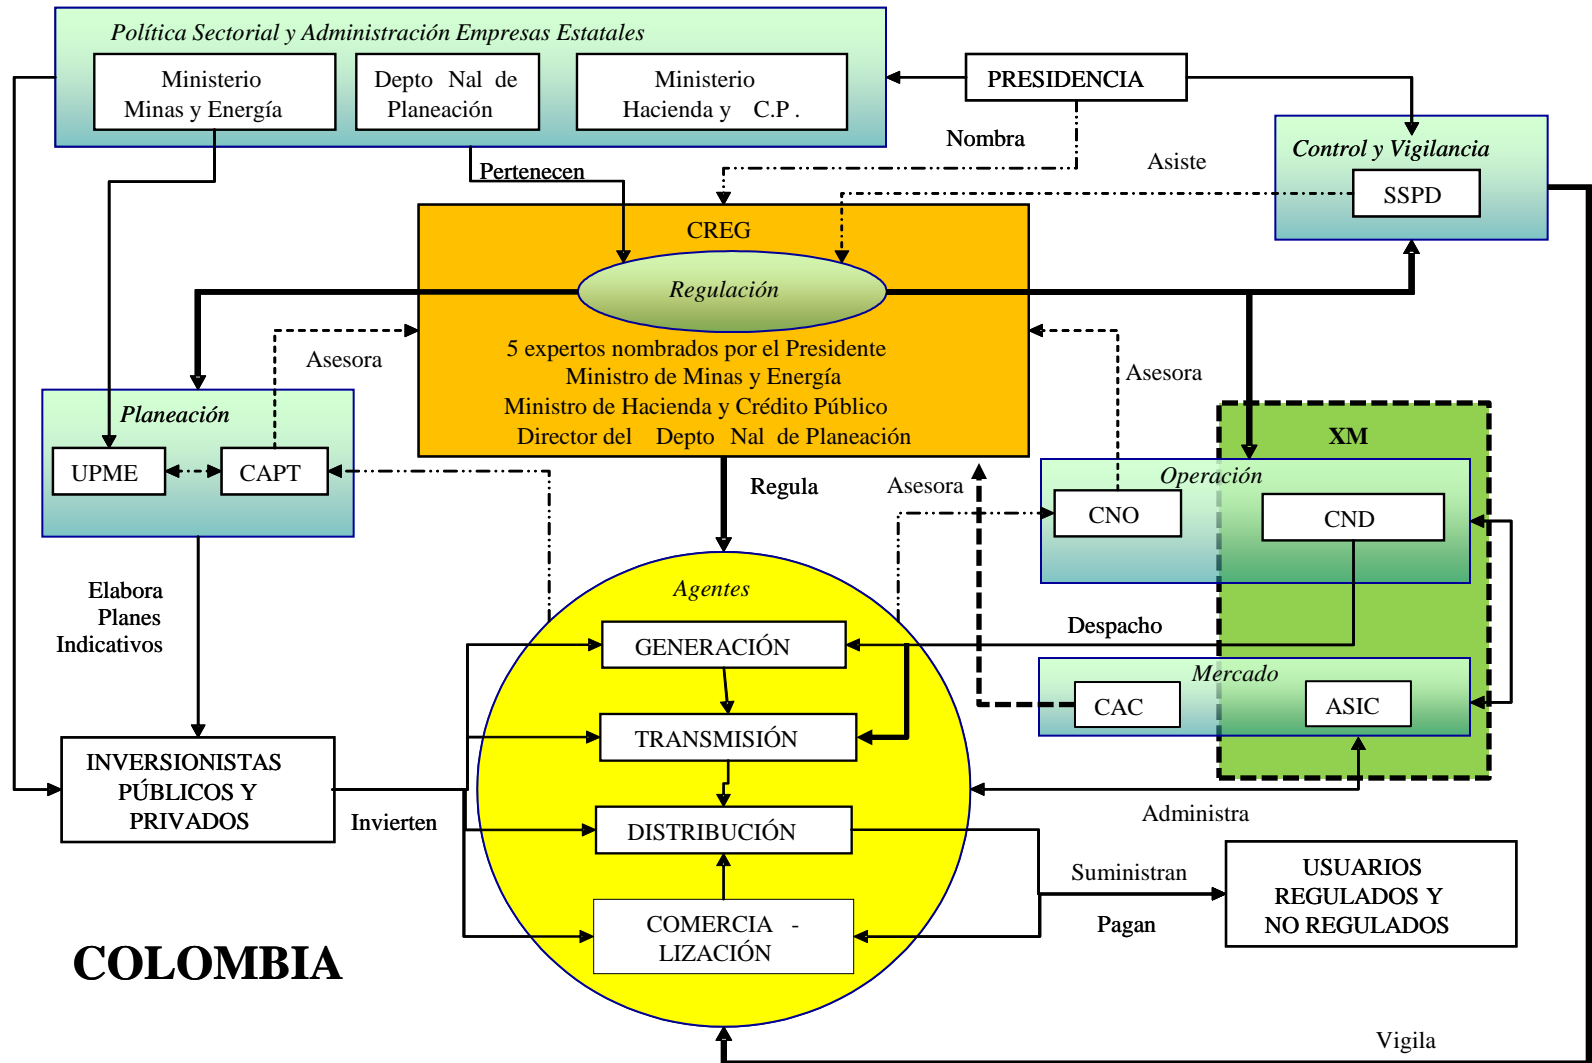 Política Sectorial y Administración Empresas Estatales
Ministerio
Minas y Energía
Depto Nal de
Planeación
Ministerio
Hacienda y C.P.
PRESIDENCIA
Nombra
Pertenecen
Asiste
Control y Vigilancia
SSPD
CREG
Regulación
5 expertos nombrados por el Presidente
Ministro de Minas y Energía
Ministro de Hacienda y Crédito Público
Director del Depto Nal de Planeación
Asesora
Asesora
Planeación
UPME
CAPT
XM
Operación
CNO
CND
Regula
Asesora
Elabora
Planes
Indicativos
Agentes
GENERACIÓN
Despacho
Mercado
CAC
ASIC
TRANSMISIÓN
INVERSIONISTAS
PÚBLICOS Y
PRIVADOS
Invierten
DISTRIBUCIÓN
Administra
Suministran
Pagan
USUARIOS
REGULADOS Y
NO REGULADOS
COMERCIA -
LIZACIÓN
COLOMBIA
Vigila